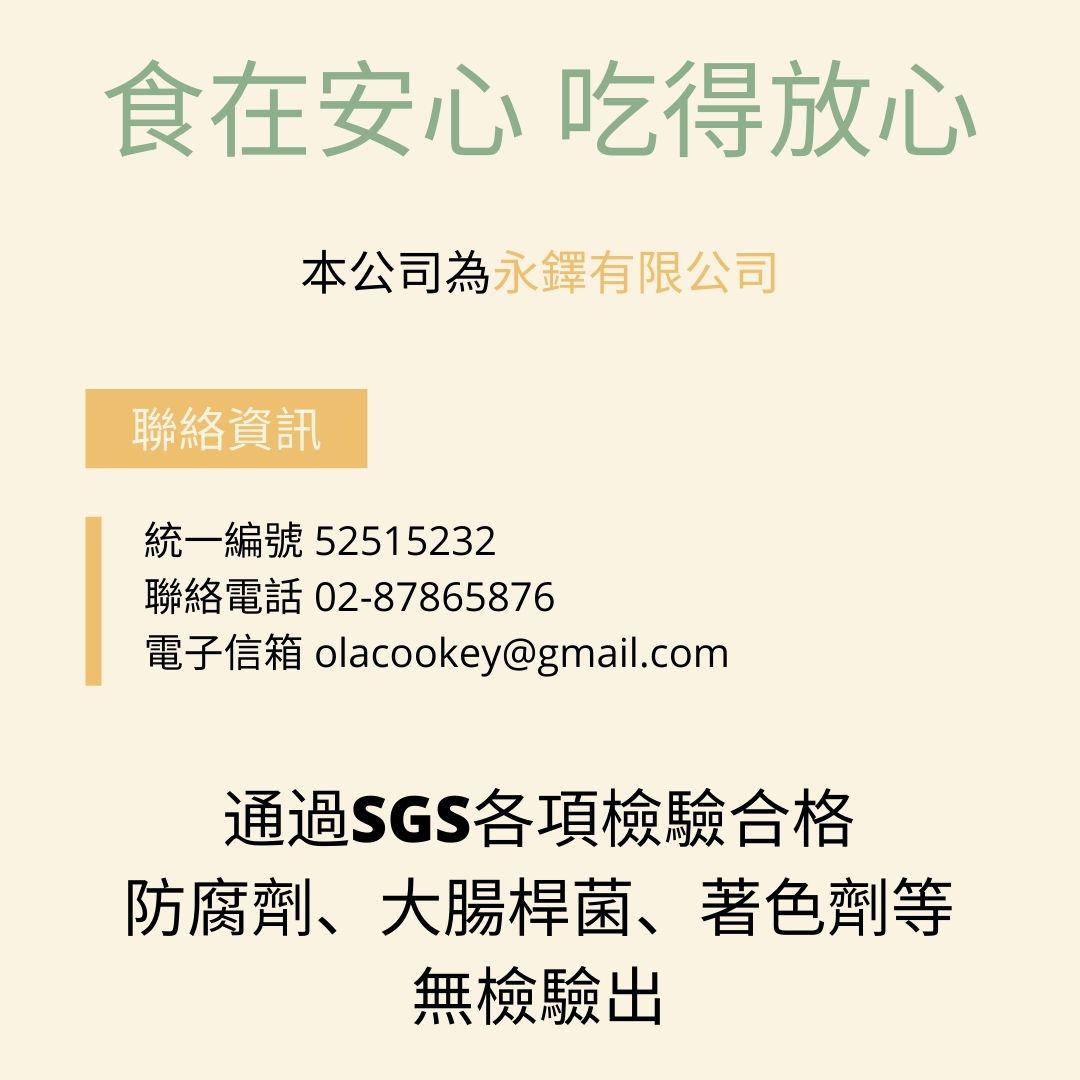 食在安心 吃得放心
本公司為永鐸有限公司
聯絡資訊
統一編號 52515232
聯絡電話 02-87865876
電子信箱 olacookey@gmail.com
通過SGS各項檢驗合格
防腐劑、大腸桿菌、著色劑等
無檢驗出